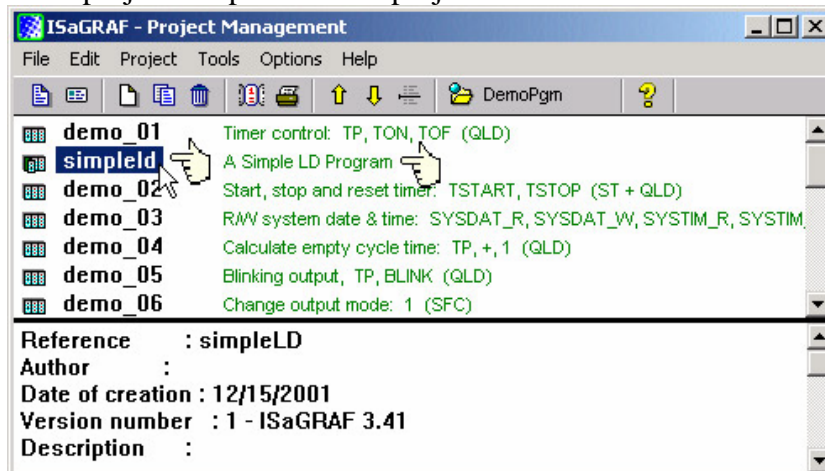 ISaGRAF - Project Management
File Edit Project Tools Options Help
DemoPgm
demo_01 Timer control: TP, TON, TOF (QLD)
simpleld A Simple LD Program
demo_02 Start, stop and reset timer: TSTART, TSTOP (ST + QLD)
demo_03 R/W system date & time: SYSDAT_R, SYSDAT_W, SYSTIM_R, SYSTIM_
demo_04 Calculate empty cycle time: TP, +, 1 (QLD)
demo_05 Blinking output, TP, BLINK (QLD)
demo_06 Change output mode: 1 (SFC)
Reference : simpleLD
Author :
Date of creation : 12/15/2001
Version number : 1 - ISaGRAF 3.41
Description :